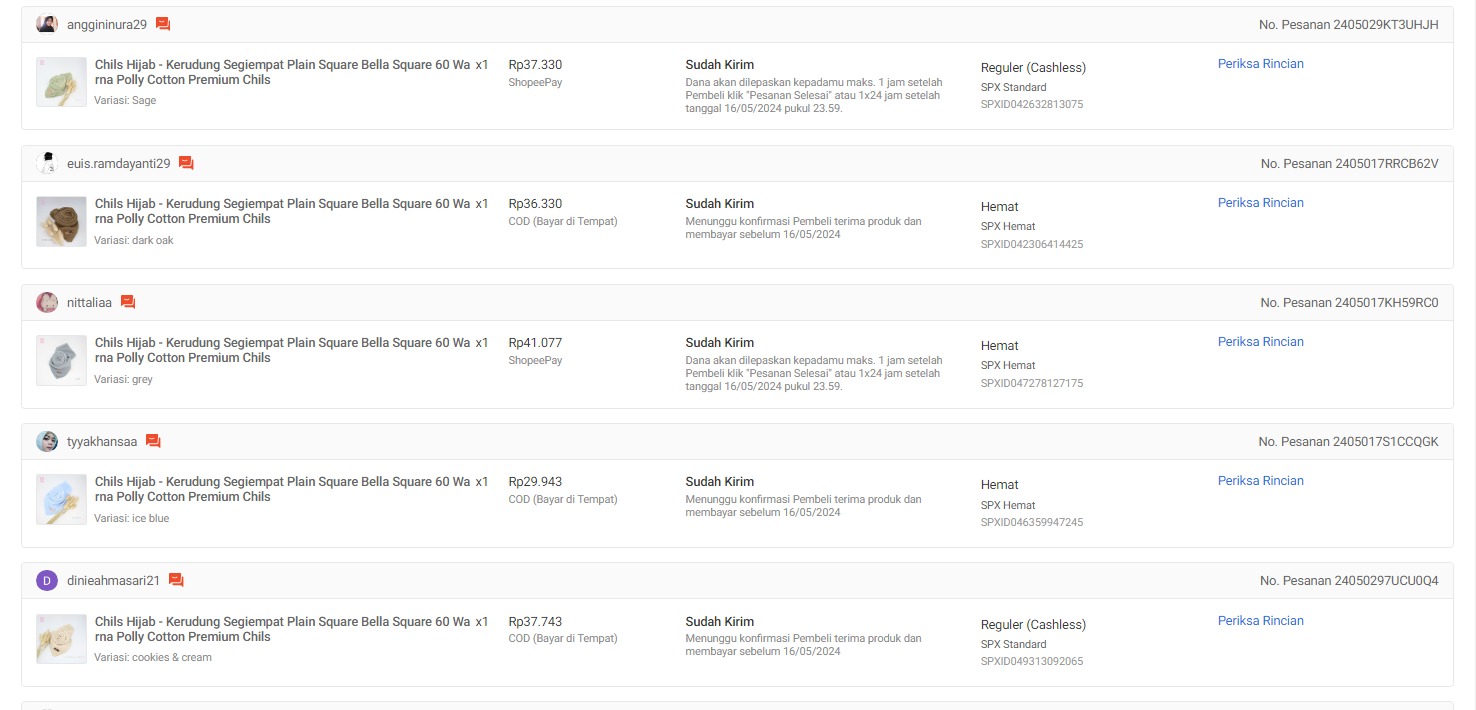 anggininura29
No. Pesanan 2405029KT3UHJH
Chils Hijab - Kerudung Segiempat Plain Square Bella Square 60 Wa x1
rna Polly Cotton Premium Chils
Variasi: Sage
Rp37.330
ShopeePay
Sudah Kirim
Dana akan dilepaskan kepadamu maks. 1 jam setelah
Pembeli klik "Pesanan Selesai" atau 1x24 jam setelah
tanggal 16/05/2024 pukul 23.59.
Reguler (Cashless)
SPX Standard
SPXID042632813075
Periksa Rincian
euis.ramdayanti29
No. Pesanan 2405017RRCB62V
Chils Hijab - Kerudung Segiempat Plain Square Bella Square 60 Wa x1
rna Polly Cotton Premium Chils
Variasi: dark oak
Rp36.330
COD (Bayar di Tempat)
Sudah Kirim
Menunggu konfirmasi Pembeli terima produk dan
membayar sebelum 16/05/2024
Hemat
SPX Hemat
SPXID042306414425
Periksa Rincian
nittaliaa
No. Pesanan 2405017KH59RC0
Chils Hijab - Kerudung Segiempat Plain Square Bella Square 60 Wa x1
rna Polly Cotton Premium Chils
Variasi: grey
Rp41.077
ShopeePay
Sudah Kirim
Dana akan dilepaskan kepadamu maks. 1 jam setelah
Pembeli klik "Pesanan Selesai" atau 1x24 jam setelah
tanggal 16/05/2024 pukul 23.59.
Hemat
SPX Hemat
SPXID047278127175
Periksa Rincian
tyyakhansaa
No. Pesanan 2405017S1CCQGK
Chils Hijab - Kerudung Segiempat Plain Square Bella Square 60 Wa x1
rna Polly Cotton Premium Chils
Variasi: ice blue
Rp29.943
COD (Bayar di Tempat)
Sudah Kirim
Menunggu konfirmasi Pembeli terima produk dan
membayar sebelum 16/05/2024
Hemat
SPX Hemat
SPXID046359947245
Periksa Rincian
D
dinieahmasari21
No. Pesanan 24050297UCU0Q4
Chils Hijab - Kerudung Segiempat Plain Square Bella Square 60 Wa x1
rna Polly Cotton Premium Chils
Variasi: cookies & cream
Rp37.743
COD (Bayar di Tempat)
Sudah Kirim
Menunggu konfirmasi Pembeli terima produk dan
membayar sebelum 16/05/2024
Reguler (Cashless)
SPX Standard
SPXID049313092065
Periksa Rincian